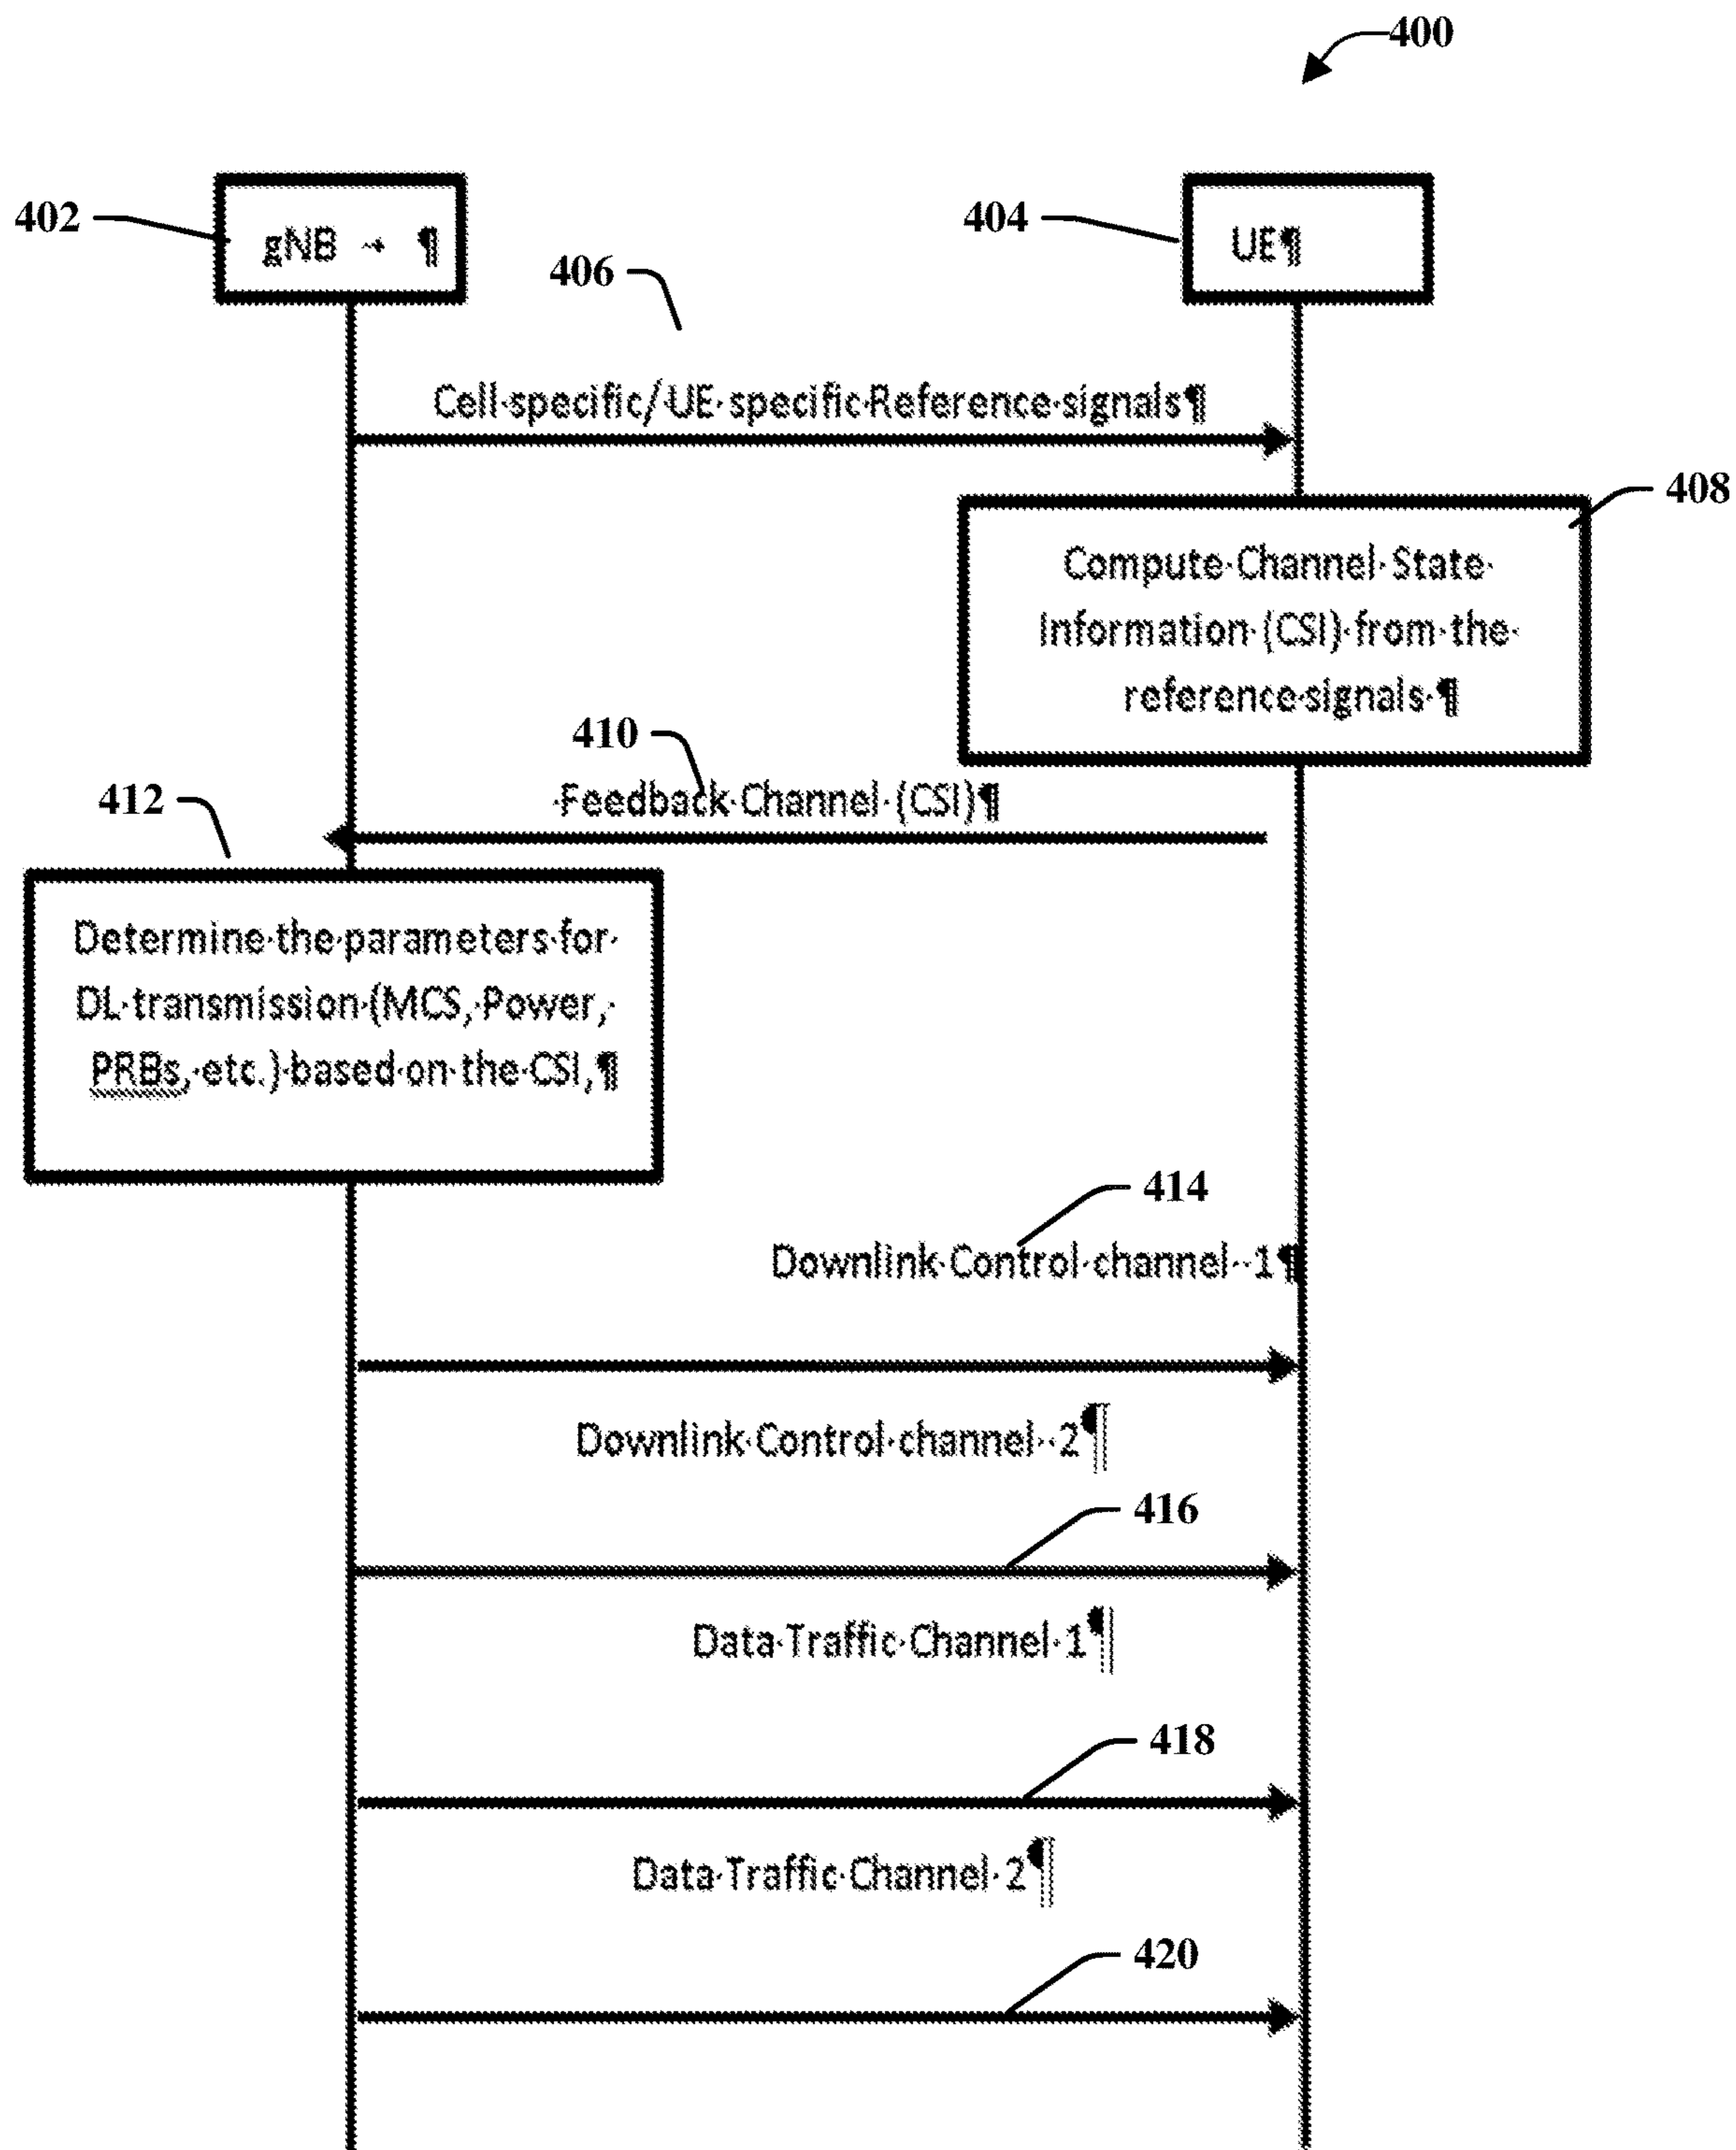 400
402
gNB → ¶
404
UE¶
406
Cell·specific/·UE·specific·Reference·signals¶
408
Compute·Channel·State·
Information·(CSI)·from·the·
reference·signals·¶
410
·Feedback·Channel·(CSI)¶
412
Determine·the·parameters·for·
DL·transmission·(MCS,·Power,·
PRBs,·etc.)·based·on·the·CSI,¶
414
Downlink·Control·channel··1¶
Downlink·Control·channel··2¶
416
Data·Traffic·Channel·1¶
418
Data·Traffic·Channel·2¶
420